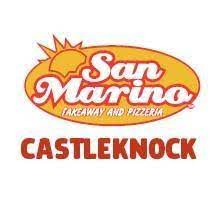 San
Marino
TAKEAWAY AND PIZZERIA
CASTLEKNOCK